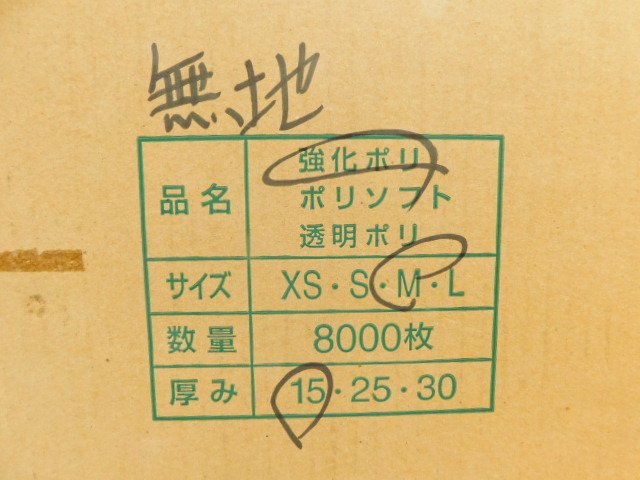 無地
品名
強化ポリ
ポリソフト
透明ポリ
サイズ XS・S・M・L
数量 8000枚
厚み 15・25・30